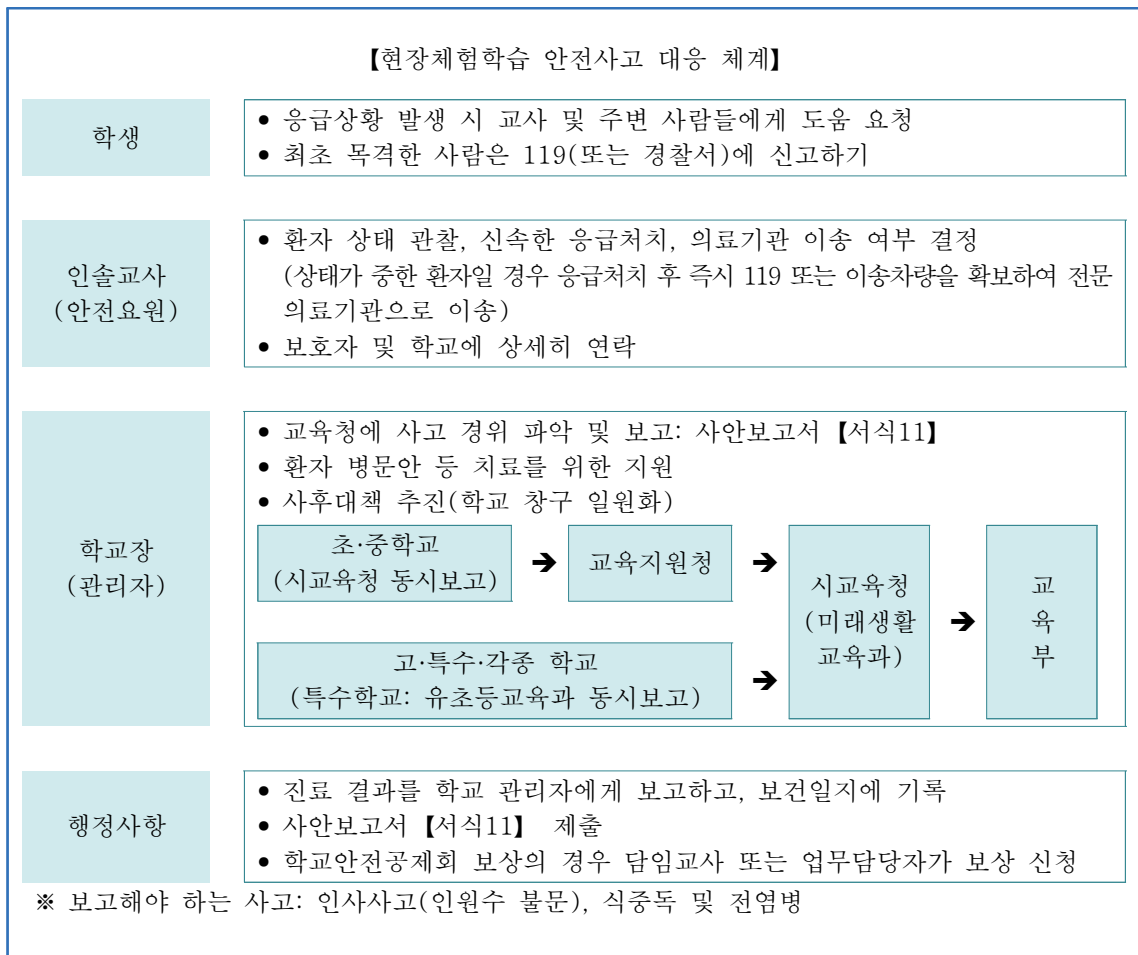 【현장체험학습 안전사고 대응 체계】
학생
• 응급상황 발생 시 교사 및 주변 사람들에게 도움 요청
• 최초 목격한 사람은 119(또는 경찰서)에 신고하기
인솔교사
(안전요원)
• 환자 상태 관찰, 신속한 응급처치, 의료기관 이송 여부 결정
(상태가 중한 환자일 경우 응급처치 후 즉시 119 또는 이송차량을 확보하여 전문
의료기관으로 이송)
• 보호자 및 학교에 상세히 연락
학교장
(관리자)
• 교육청에 사고 경위 파악 및 보고: 사안보고서【서식11】
• 환자 병문안 등 치료를 위한 지원
• 사후대책 추진(학교 창구 일원화)
초·중학교
(시교육청 동시보고)
➔
교육지원청
➔
고·특수·각종 학교
(특수학교: 유초등교육과 동시보고)
➔
시교육청
(미래생활
교육과)
➔
교
육
부
행정사항
• 진료 결과를 학교 관리자에게 보고하고, 보건일지에 기록
• 사안보고서【서식11】 제출
• 학교안전공제회 보상의 경우 담임교사 또는 업무담당자가 보상 신청
※ 보고해야 하는 사고: 인사사고(인원수 불문), 식중독 및 전염병